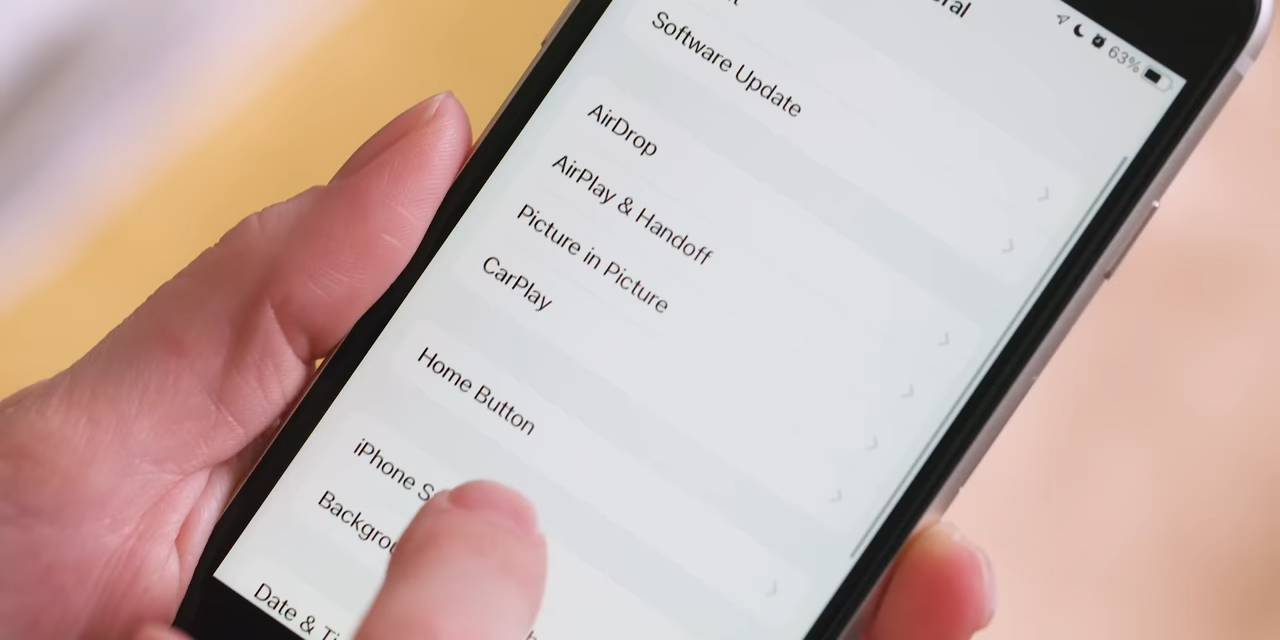 63%
Software Update
AirDrop
AirPlay & Handoff
Picture in Picture
CarPlay
Home Button
iPhone S
Backgrou
Date & Ti